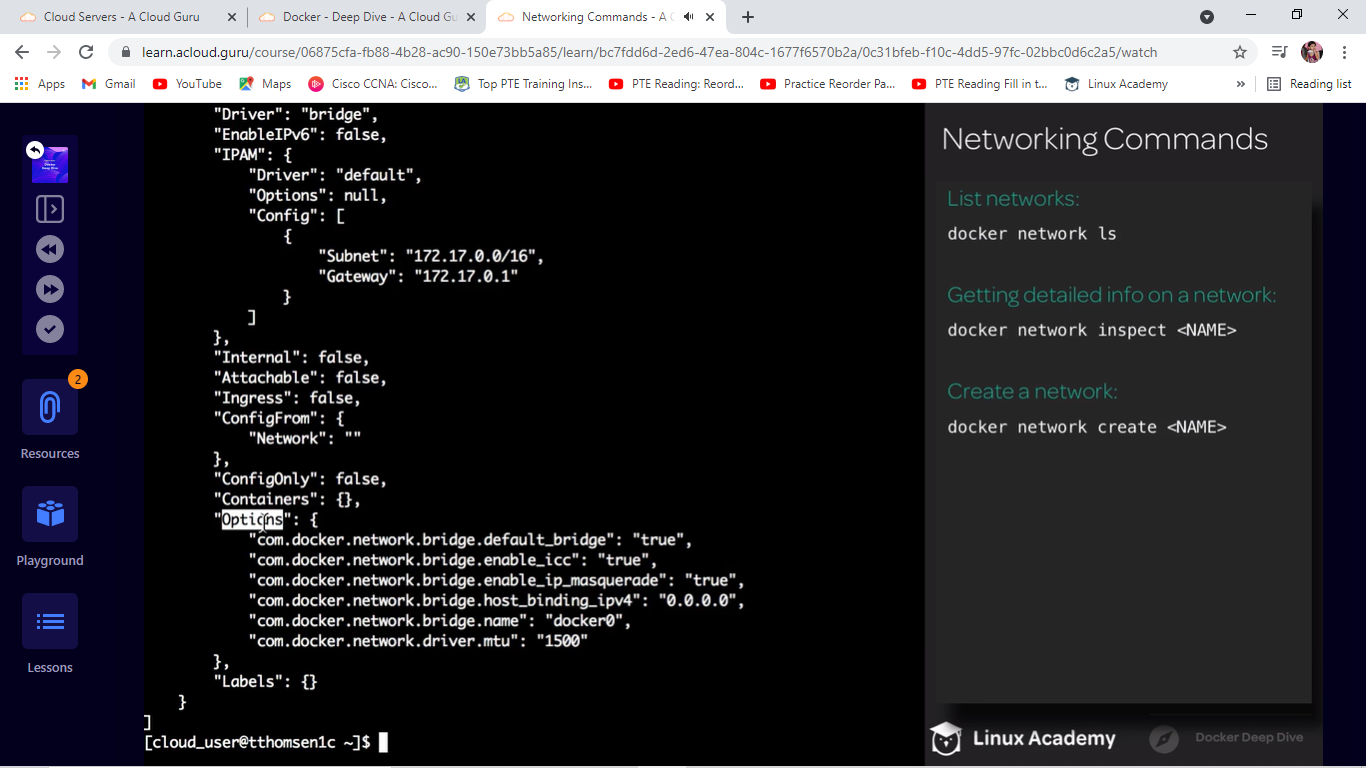 Cloud Servers - A Cloud Guru
Docker - Deep Dive - A Cloud Gu
Networking Commands - A C
learn.acloud.guru/course/06875cfa-fb88-4b28-ac90-150e73bb5a85/learn/bc7fdd6d-2ed6-47ea-804c-1677f6570b2a/0c31bfeb-f10c-4dd5-97fc-02bbc0d6c2a5/watch
Apps Gmail YouTube Maps Cisco CCNA: Cisco... Top PTE Training Ins... PTE Reading: Reord... Practice Reorder Pa... PTE Reading Fill in t... Linux Academy » Reading list
Docker
Deep Dive
2
Resources
Playground
Lessons
"Driver": "bridge",
"EnableIPv6": false,
"IPAM": {
"Driver": "default",
"Options": null,
"Config": [
{
"Subnet": "172.17.0.0/16",
"Gateway": "172.17.0.1"
}
]
},
"Internal": false,
"Attachable": false,
"Ingress": false,
"ConfigFrom": {
"Network": ""
},
"ConfigOnly": false,
"Containers": {},
"Options": {
"com.docker.network.bridge.default_bridge": "true",
"com.docker.network.bridge.enable_icc": "true",
"com.docker.network.bridge.enable_ip_masquerade": "true",
"com.docker.network.bridge.host_binding_ipv4": "0.0.0.0",
"com.docker.network.bridge.name": "docker0",
"com.docker.network.driver.mtu": "1500"
},
"Labels": {}
}
]
[cloud_user@tthomsen1c ~]$
Networking Commands
List networks:
docker network ls
Getting detailed info on a network:
docker network inspect <NAME>
Create a network:
docker network create <NAME>
Linux Academy
Docker Deep Dive